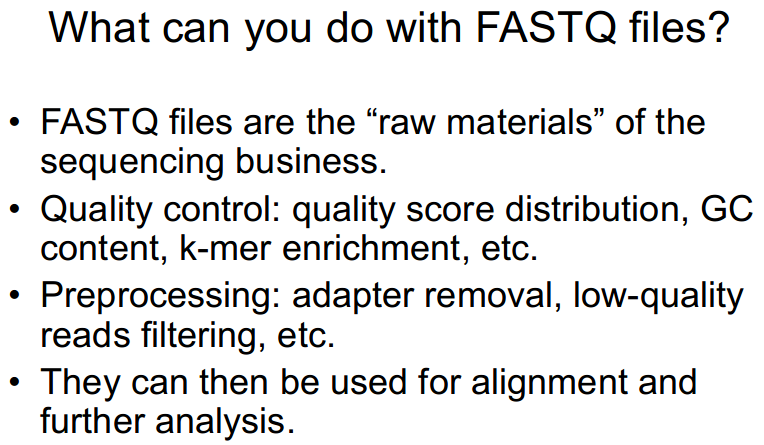 What can you do with FASTQ files?
• FASTQ files are the “raw materials” of the
sequencing business.
• Quality control: quality score distribution, GC
content, k-mer enrichment, etc.
• Preprocessing: adapter removal, low-quality
reads filtering, etc.
• They can then be used for alignment and
further analysis.